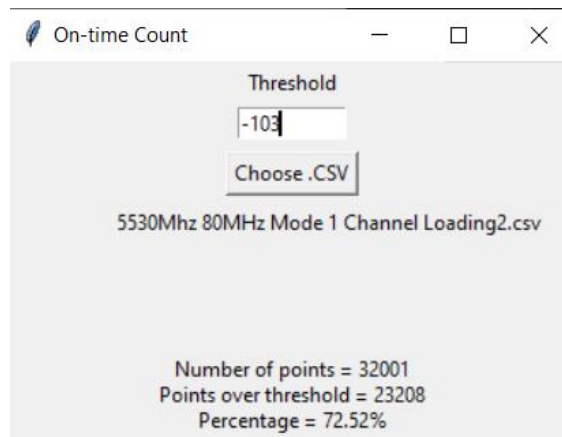 On-time Count
Threshold
-103
Choose .CSV
5530Mhz 80MHz Mode 1 Channel Loading2.csv
Number of points = 32001
Points over threshold = 23208
Percentage = 72.52%